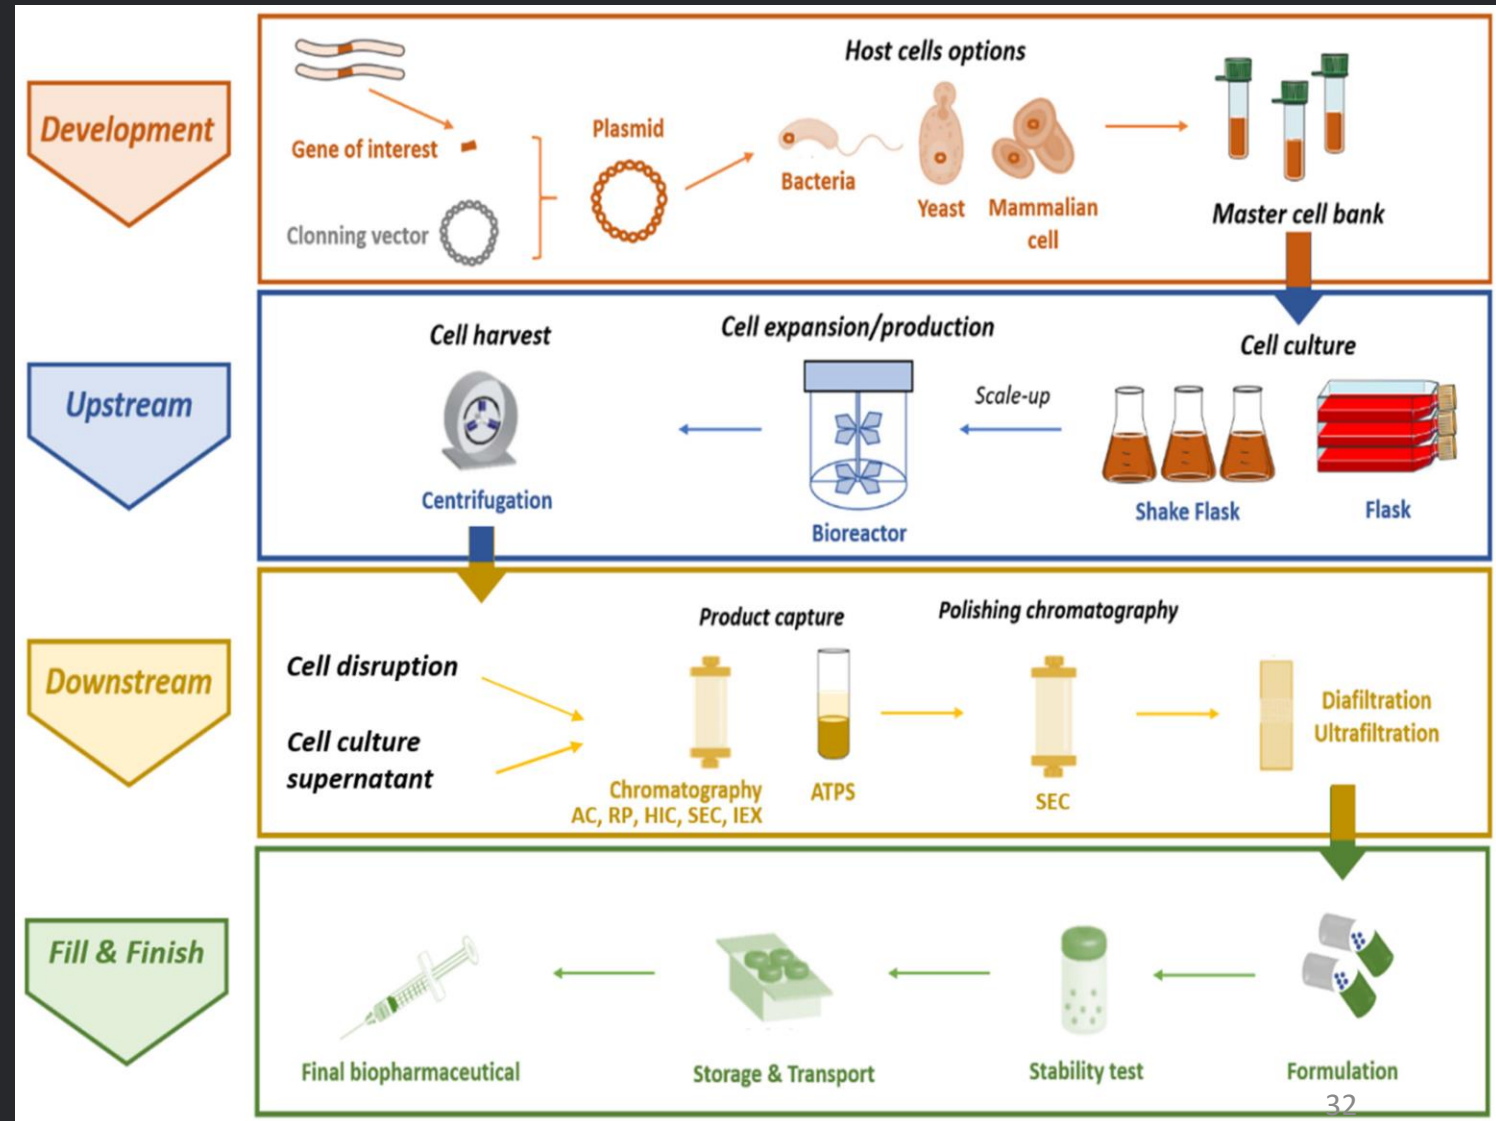 Development
Host cells options
Gene of interest
Clonning vector
Plasmid
Bacteria
Yeast
Mammalian
cell
Master cell bank
Upstream
Cell harvest
Centrifugation
Cell expansion/production
Bioreactor
Scale-up
Cell culture
Shake Flask
Flask
Downstream
Cell disruption
Cell culture
supernatant
Product capture
Chromatography
AC, RP, HIC, SEC, IEX
ATPS
Polishing chromatography
SEC
Diafiltration
Ultrafiltration
Fill & Finish
Final biopharmaceutical
Storage & Transport
Stability test
Formulation
32